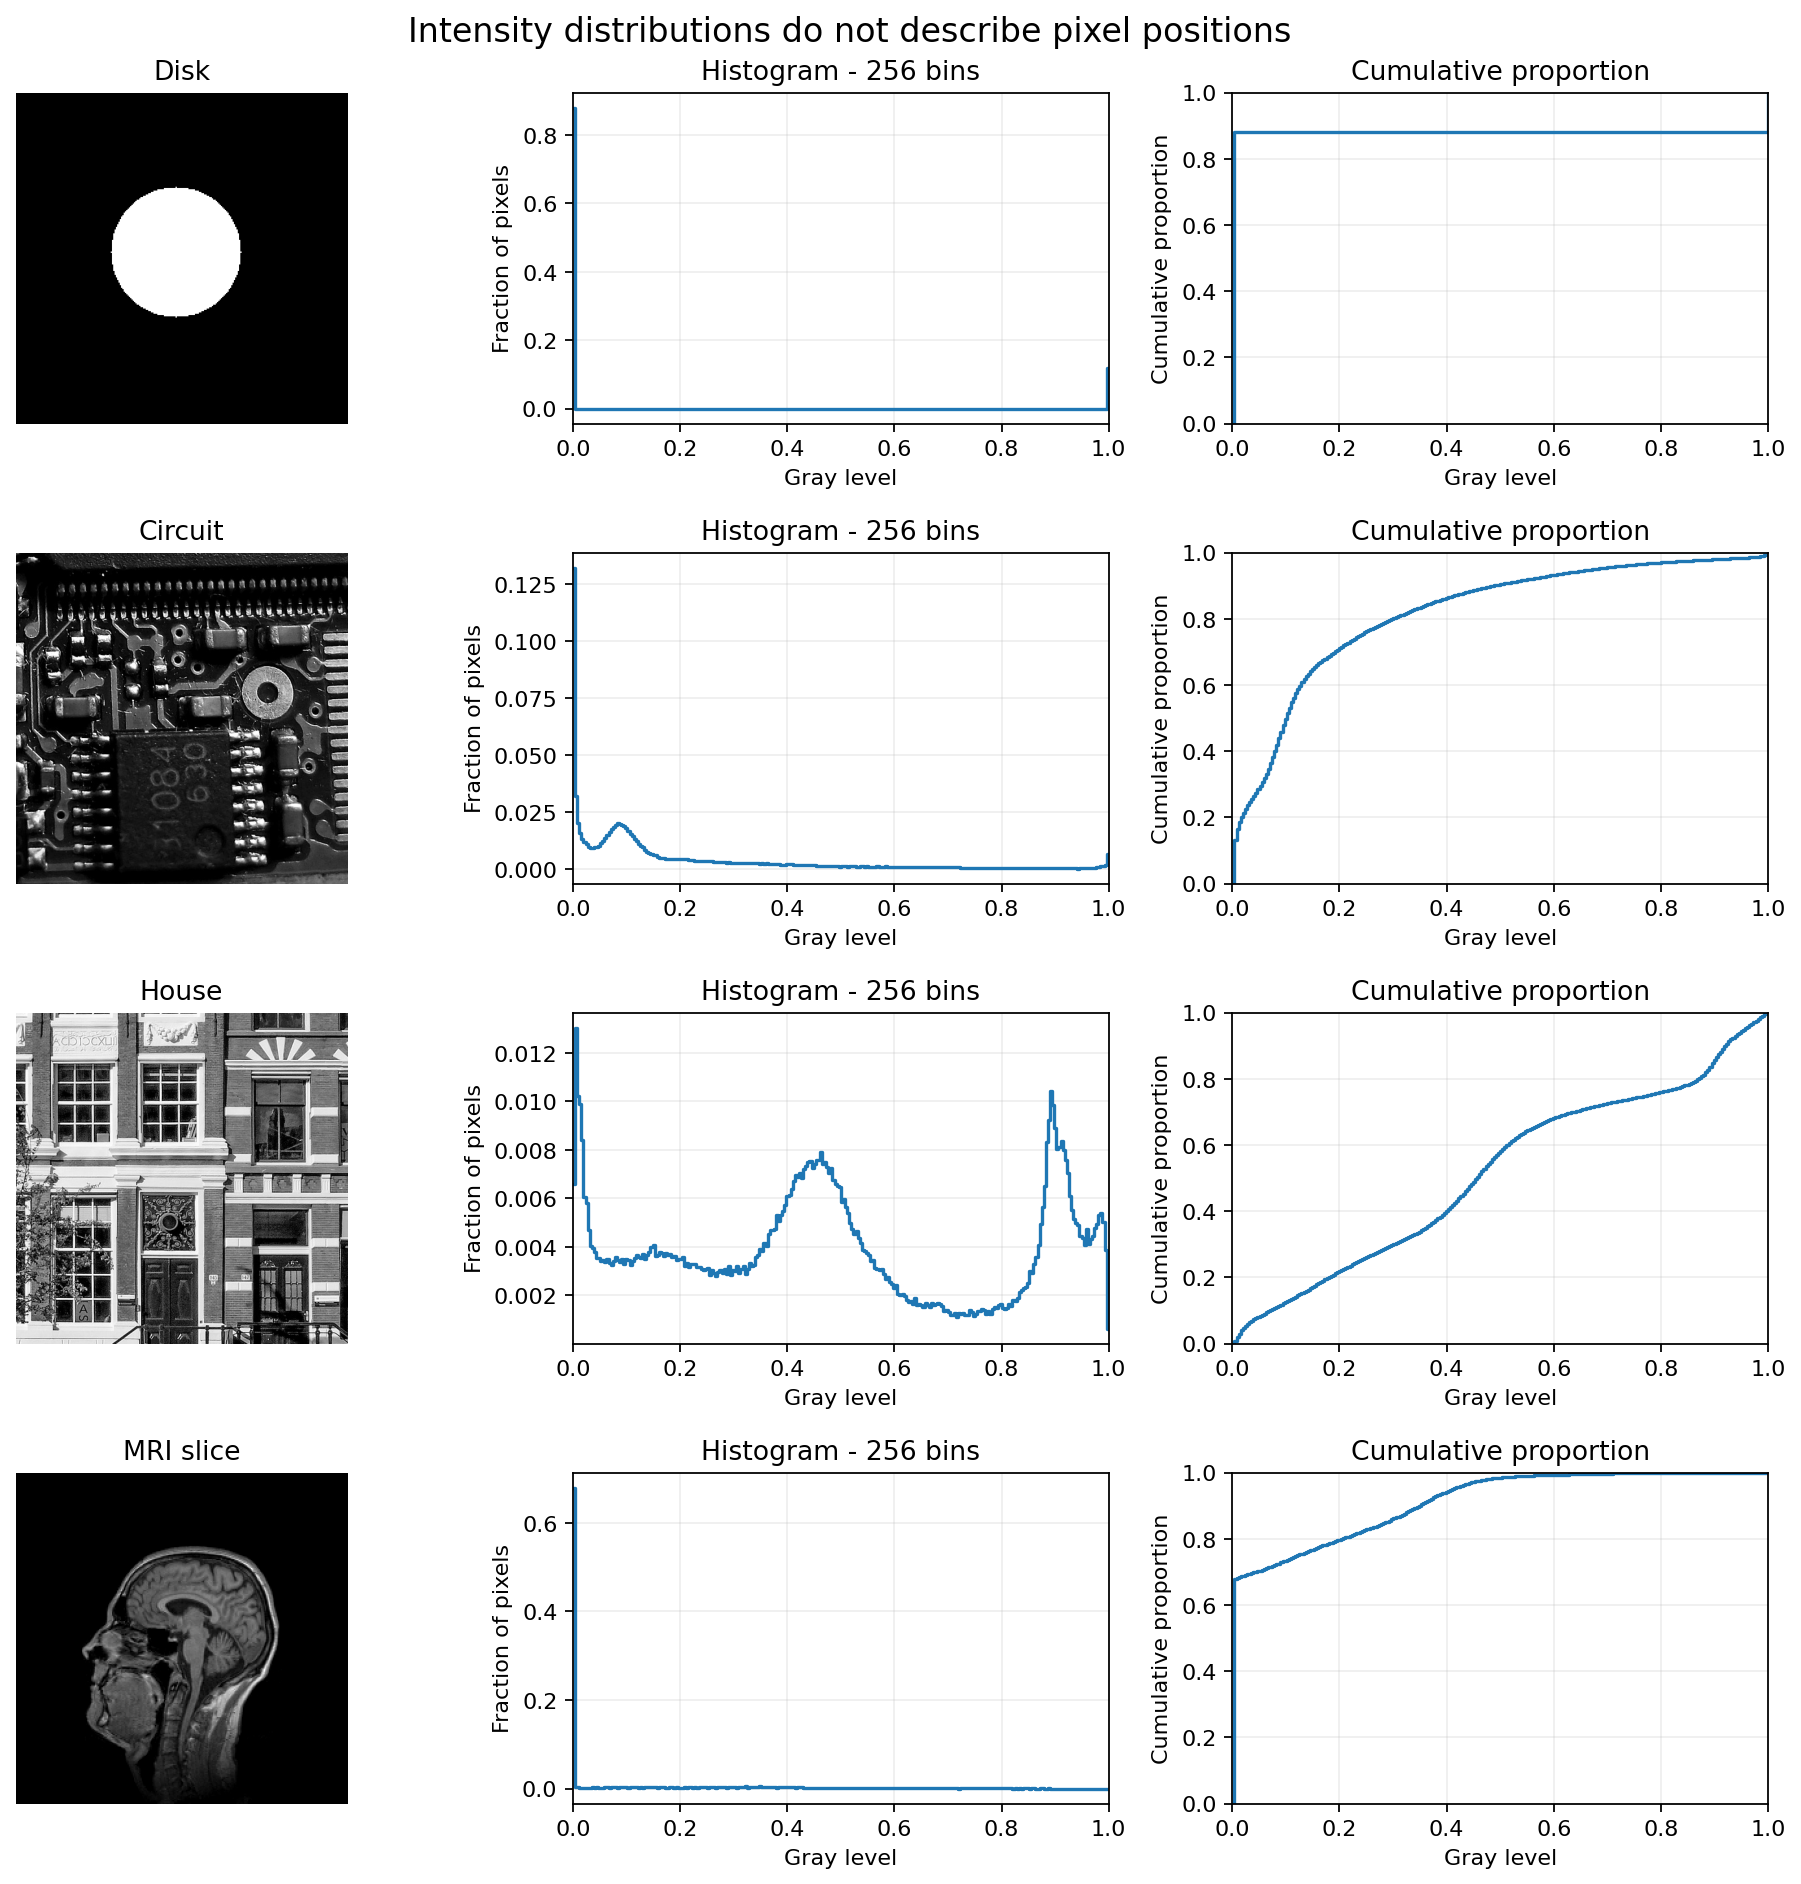 Intensity distributions do not describe pixel positions
Disk
Histogram - 256 bins
Cumulative proportion
Fraction of pixels
0.8
0.6
0.4
0.2
0.0
0.0 0.2 0.4 0.6 0.8 1.0
Gray level
Cumulative proportion
1.0
0.8
0.6
0.4
0.2
0.0
0.0 0.2 0.4 0.6 0.8 1.0
Gray level
Circuit
31084
630
Histogram - 256 bins
Cumulative proportion
Fraction of pixels
0.125
0.100
0.075
0.050
0.025
0.000
0.0 0.2 0.4 0.6 0.8 1.0
Gray level
Cumulative proportion
1.0
0.8
0.6
0.4
0.2
0.0
0.0 0.2 0.4 0.6 0.8 1.0
Gray level
House
Histogram - 256 bins
Cumulative proportion
Fraction of pixels
0.012
0.010
0.008
0.006
0.004
0.002
0.0 0.2 0.4 0.6 0.8 1.0
Gray level
Cumulative proportion
1.0
0.8
0.6
0.4
0.2
0.0
0.0 0.2 0.4 0.6 0.8 1.0
Gray level
MRI slice
Histogram - 256 bins
Cumulative proportion
Fraction of pixels
0.6
0.4
0.2
0.0
0.0 0.2 0.4 0.6 0.8 1.0
Gray level
Cumulative proportion
1.0
0.8
0.6
0.4
0.2
0.0
0.0 0.2 0.4 0.6 0.8 1.0
Gray level